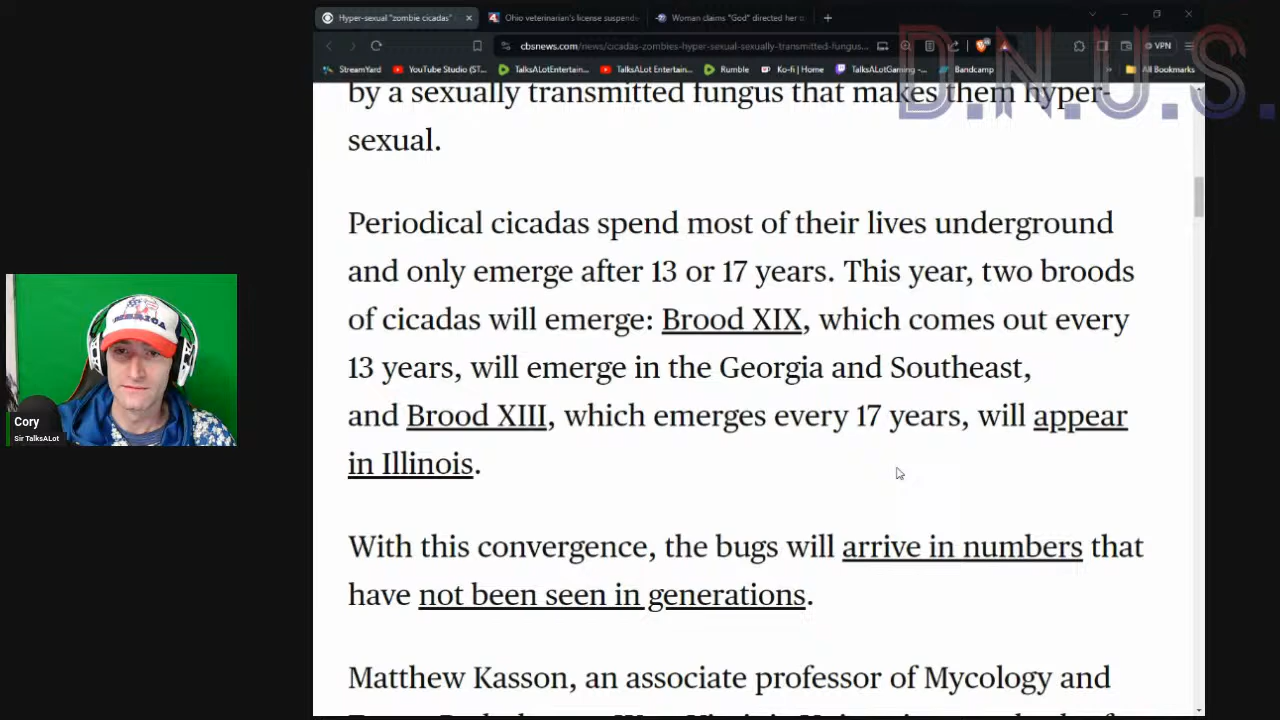 Hyper-sexual "zombie cicadas"
Ohio veterinarian's license suspende
Woman claims "God" directed her
cbsnews.com/news/cicadas-zombies-hyper-sexual-sexually-transmitted-fungus...
VPN
StreamYard
YouTube Studio (ST...
TalksALotEntertain...
TalksALot Entertain...
Rumble
Ko-fi | Home
TalksALotGaming -...
Bandcamp
»
All Bookmarks
D.N.U.S.
by a sexually transmitted fungus that makes them hyper-
sexual.
Periodical cicadas spend most of their lives underground
and only emerge after 13 or 17 years. This year, two broods
of cicadas will emerge: Brood XIX, which comes out every
13 years, will emerge in the Georgia and Southeast,
and Brood XIII, which emerges every 17 years, will appear
in Illinois.
With this convergence, the bugs will arrive in numbers that
have not been seen in generations.
Matthew Kasson, an associate professor of Mycology and
Cory
Sir TalksALot